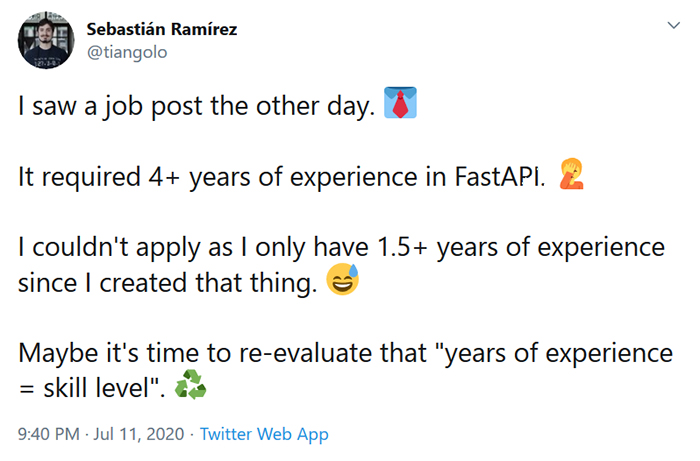 Sebastián Ramírez
@tiangolo
I saw a job post the other day. 👔
It required 4+ years of experience in FastAPI. 🤦
I couldn't apply as I only have 1.5+ years of experience
since I created that thing. 😅
Maybe it's time to re-evaluate that "years of experience
= skill level". ♻
9:40 PM · Jul 11, 2020 · Twitter Web App